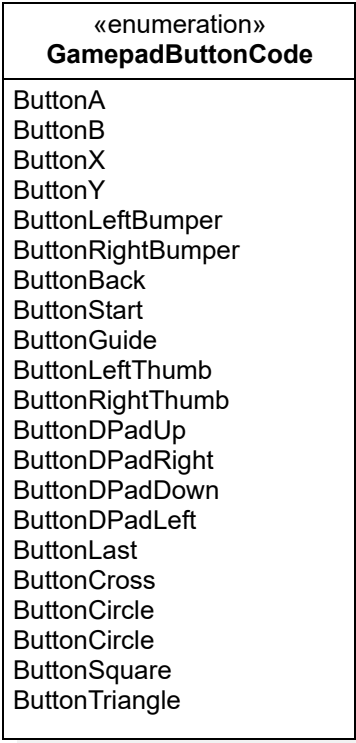 «enumeration»
GamepadButtonCode
ButtonA
ButtonB
ButtonX
ButtonY
ButtonLeftBumper
ButtonRightBumper
ButtonBack
ButtonStart
ButtonGuide
ButtonLeftThumb
ButtonRightThumb
ButtonDPadUp
ButtonDPadRight
ButtonDPadDown
ButtonDPadLeft
ButtonLast
ButtonCross
ButtonCircle
ButtonCircle
ButtonSquare
ButtonTriangle